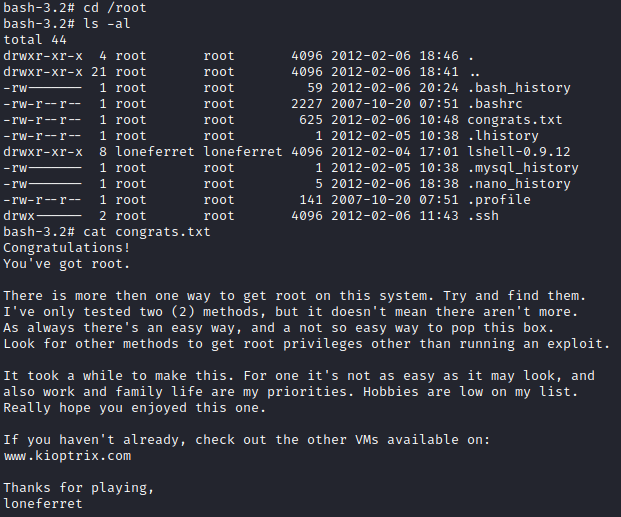 bash-3.2# cd /root
bash-3.2# ls -al
total 44
drwxr-xr-x  4 root       root       4096 2012-02-06 18:46 .
drwxr-xr-x 21 root       root       4096 2012-02-06 18:41 ..
-rw-------  1 root       root         59 2012-02-06 20:24 .bash_history
-rw-r--r--  1 root       root       2227 2007-10-20 07:51 .bashrc
-rw-r--r--  1 root       root        625 2012-02-06 10:48 congrats.txt
-rw-r--r--  1 root       root          1 2012-02-05 10:38 .lhistory
drwxr-xr-x  8 loneferret loneferret 4096 2012-02-04 17:01 lshell-0.9.12
-rw-------  1 root       root          1 2012-02-05 10:38 .mysql_history
-rw-------  1 root       root          5 2012-02-06 18:38 .nano_history
-rw-r--r--  1 root       root        141 2007-10-20 07:51 .profile
drwx------  2 root       root       4096 2012-02-06 11:43 .ssh
bash-3.2# cat congrats.txt
Congratulations!
You've got root.

There is more then one way to get root on this system. Try and find them.
I've only tested two (2) methods, but it doesn't mean there aren't more.
As always there's an easy way, and a not so easy way to pop this box.
Look for other methods to get root privileges other than running an exploit.

It took a while to make this. For one it's not as easy as it may look, and
also work and family life are my priorities. Hobbies are low on my list.
Really hope you enjoyed this one.

If you haven't already, check out the other VMs available on:
www.kioptrix.com

Thanks for playing,
loneferret